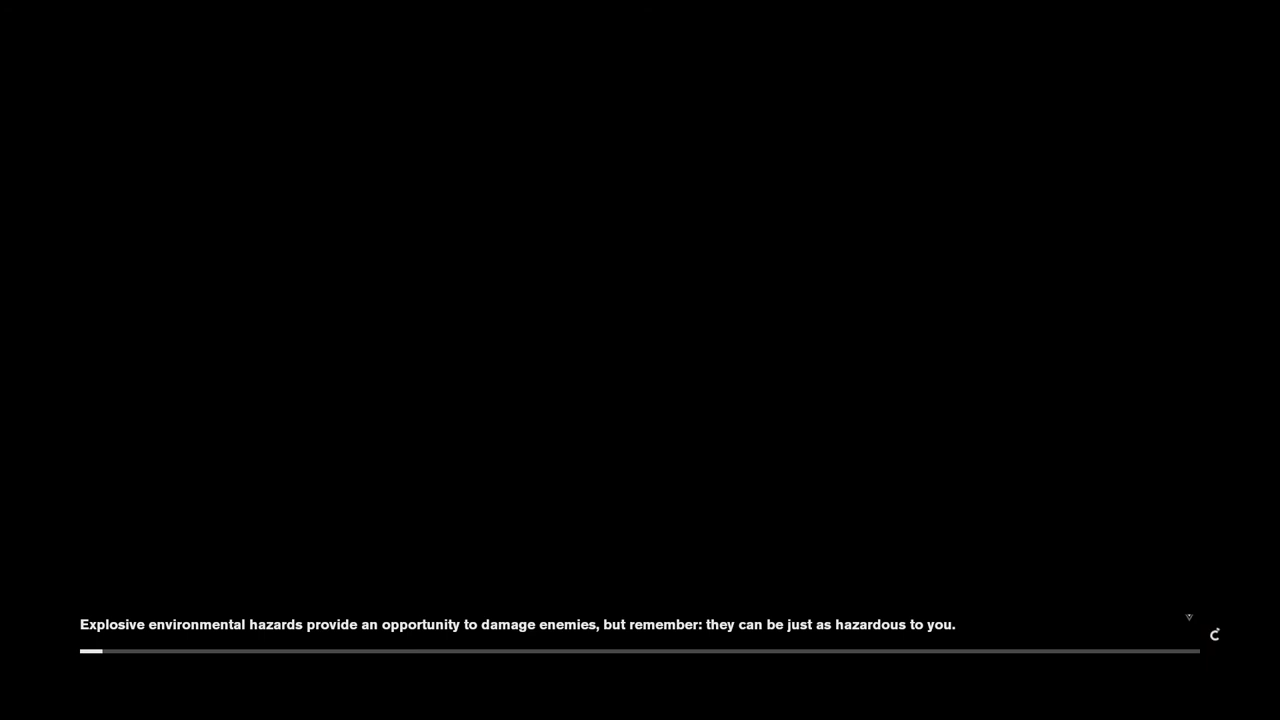 Explosive environmental hazards provide an opportunity to damage enemies, but remember: they can be just as hazardous to you.